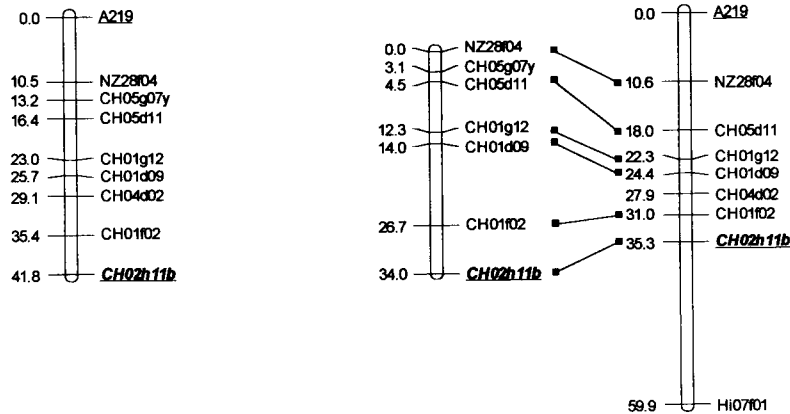 0.0 A219
10.5 NZ28f04
13.2 CH05g07y
16.4 CH05d11
23.0 CH01g12
25.7 CH01d09
29.1 CH04d02
35.4 CH01f02
41.8 CH02h11b
0.0 NZ28f04
3.1 CH05g07y
4.5 CH05d11
12.3 CH01g12
14.0 CH01d09
26.7 CH01f02
34.0 CH02h11b
0.0 A219
10.6 NZ28f04
18.0 CH05d11
22.3 CH01g12
24.4 CH01d09
27.9 CH04d02
31.0 CH01f02
35.3 CH02h11b
59.9 Hi07f01